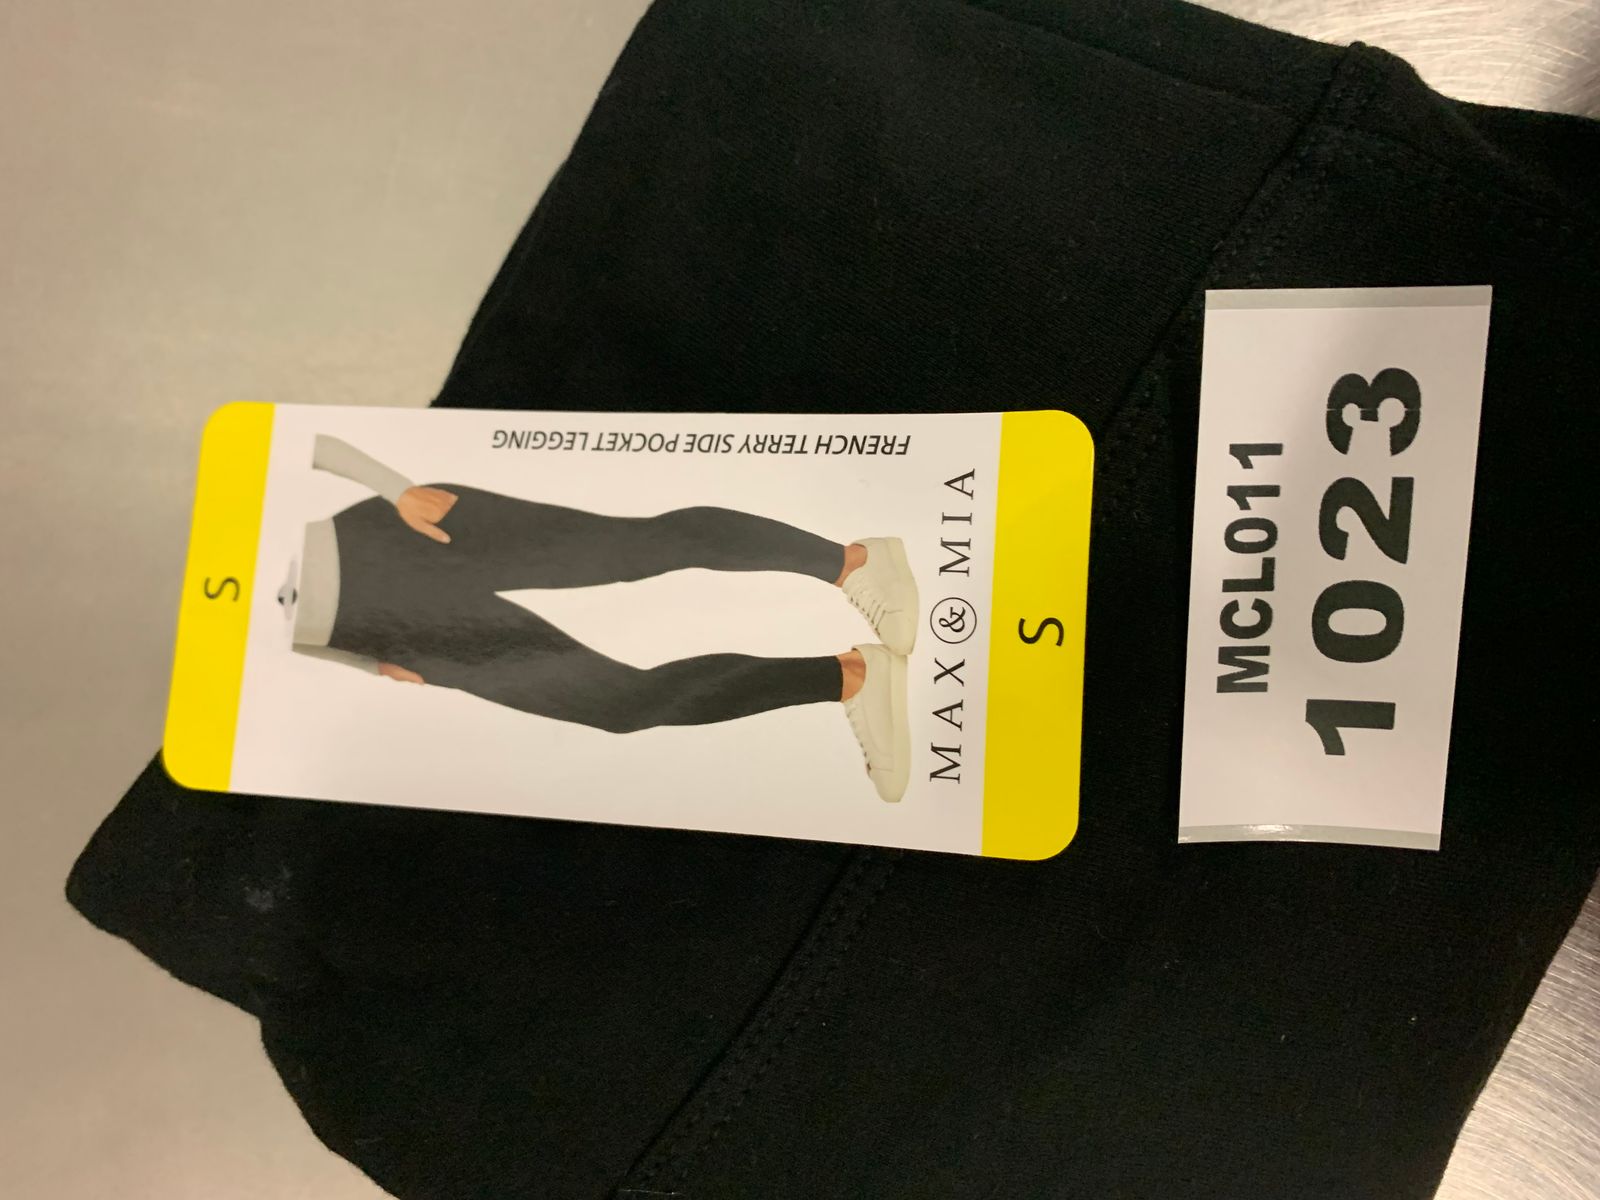 S
FRENCH TERRY SIDE POCKET LEGGING
MAX & MIA
S
MCL011
1023